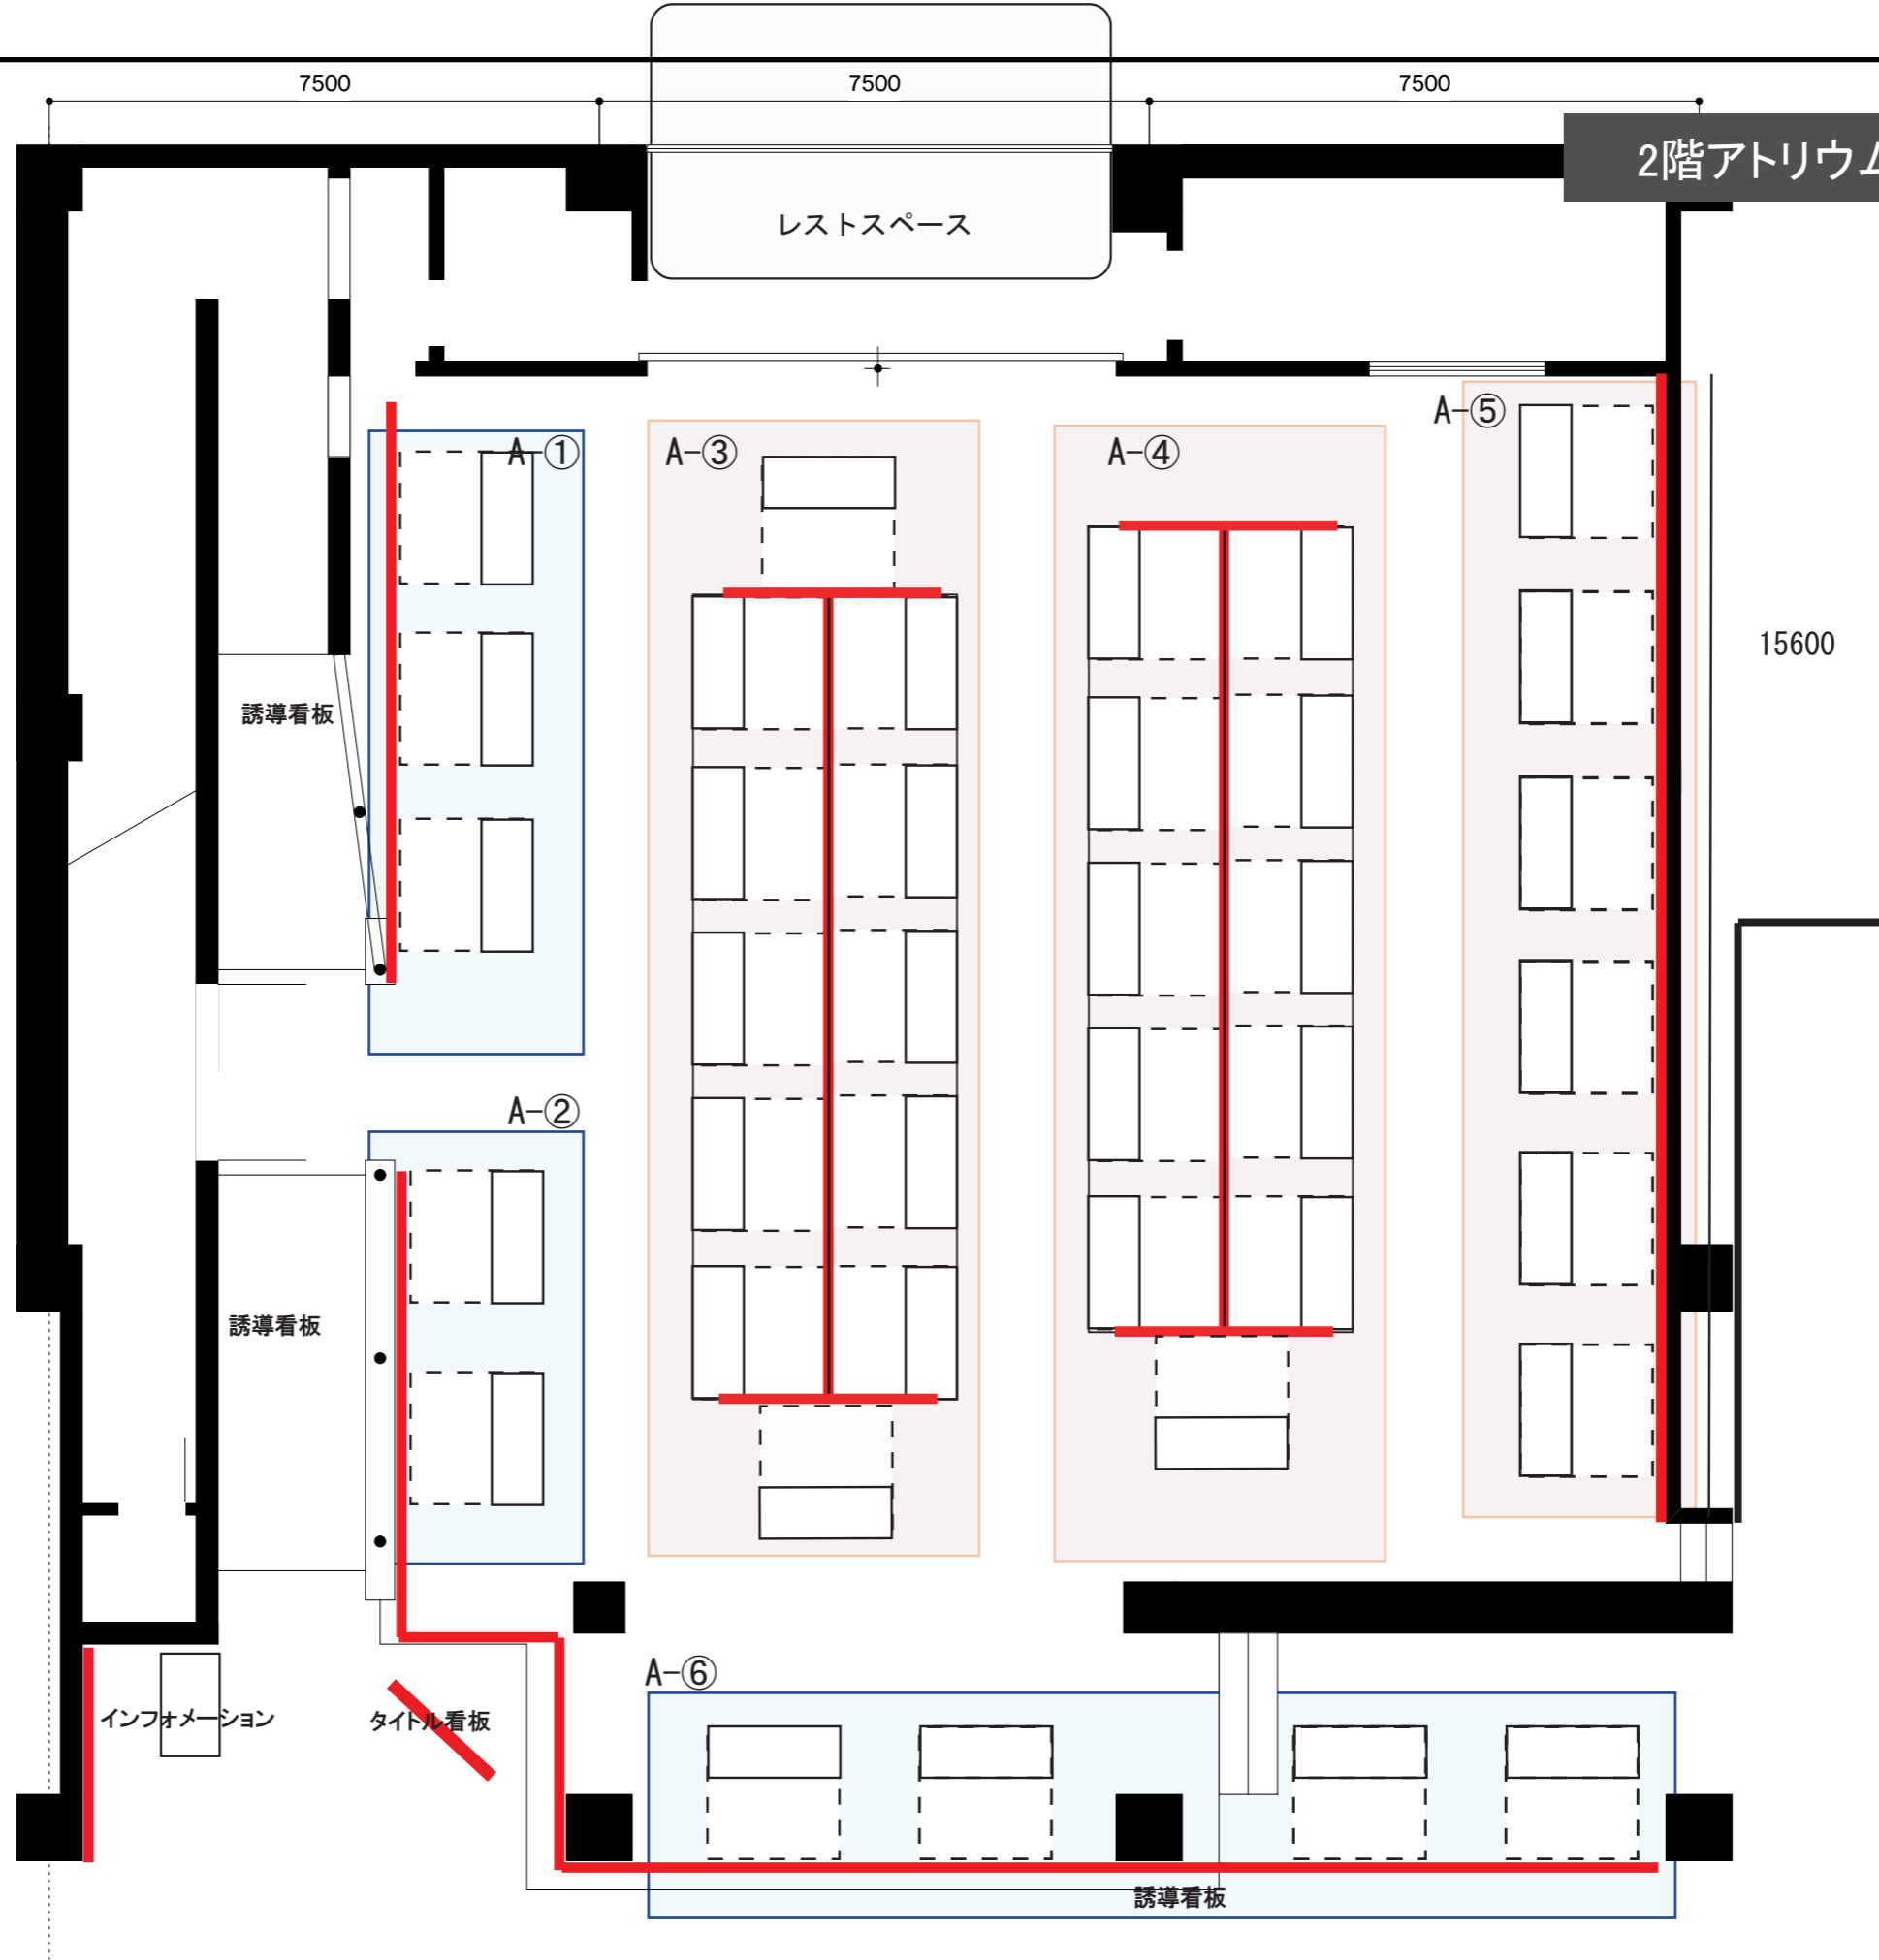 7500
7500
7500
2階アトリウム
レストスペース
A-⑤
A-①
A-③
A-④
15600
誘導看板
A-②
誘導看板
A-⑥
インフォメーション
タイトル看板
誘導看板